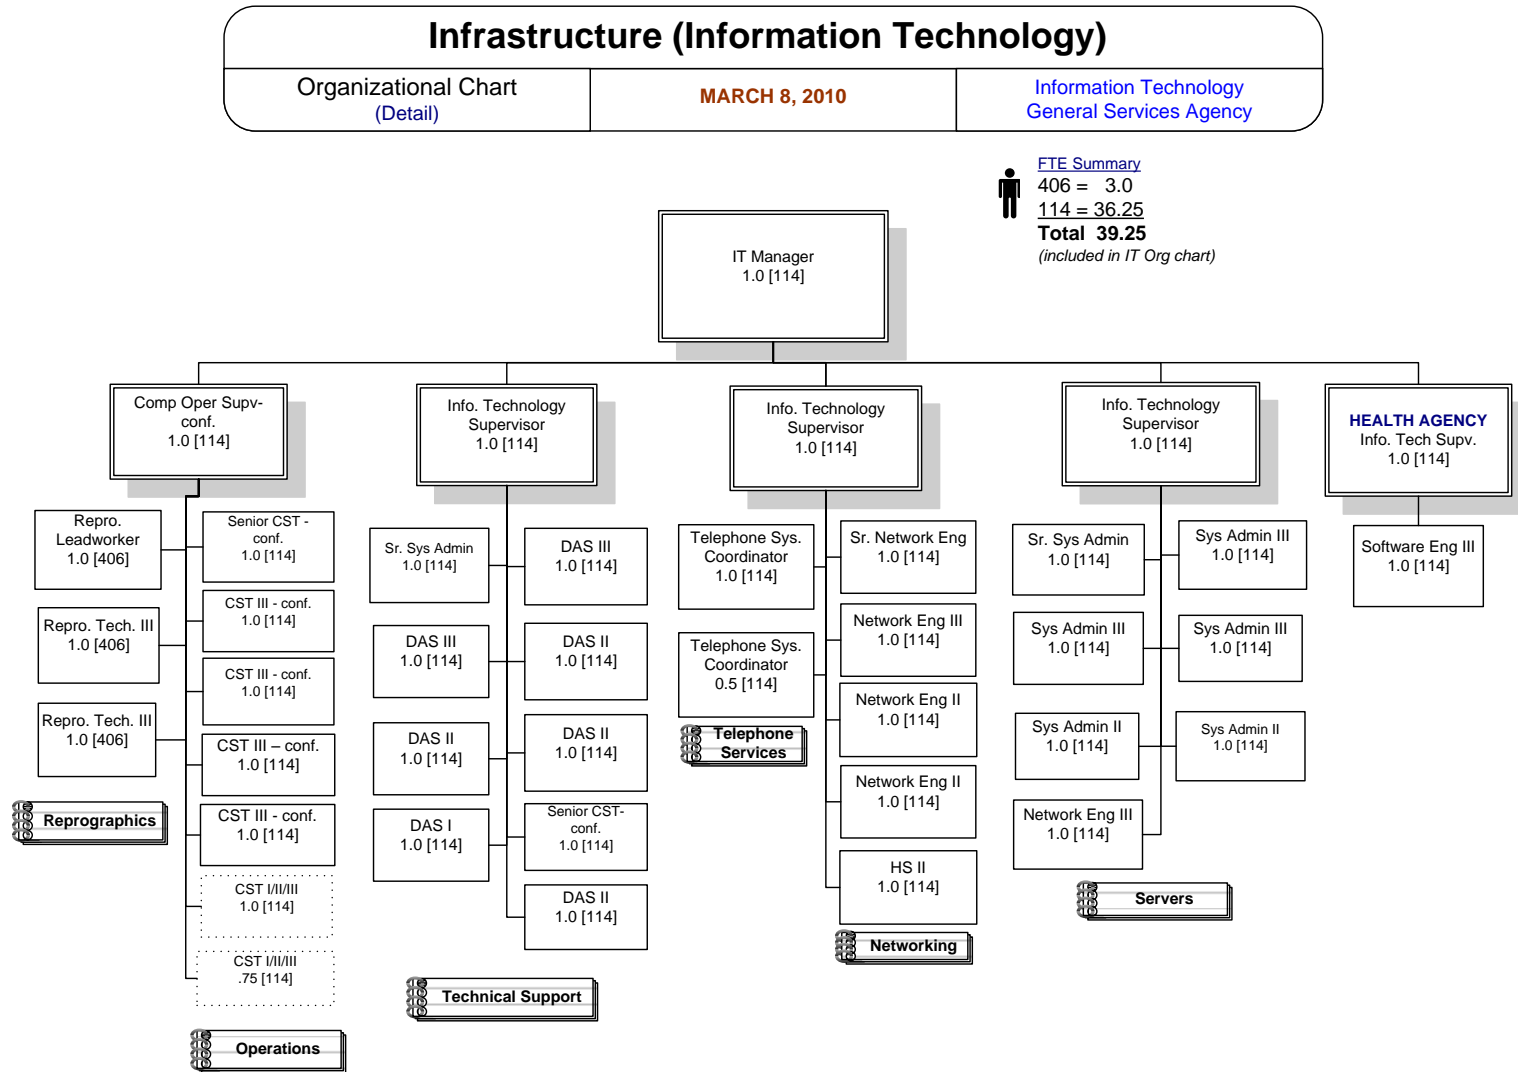 Infrastructure (Information Technology)
Organizational Chart
(Detail)
MARCH 8, 2010
Information Technology
General Services Agency
FTE Summary
406 = 3.0
114 = 36.25
Total 39.25
(included in IT Org chart)
IT Manager
1.0 [114]
Comp Oper Supv-
conf.
1.0 [114]
Info. Technology
Supervisor
1.0 [114]
Info. Technology
Supervisor
1.0 [114]
Info. Technology
Supervisor
1.0 [114]
HEALTH AGENCY
Info. Tech Supv.
1.0 [114]
Repro.
Leadworker
1.0 [406]
Repro. Tech. III
1.0 [406]
Repro. Tech. III
1.0 [406]
Reprographics
Senior CST -
conf.
1.0 [114]
CST III - conf.
1.0 [114]
CST III - conf.
1.0 [114]
CST III – conf.
1.0 [114]
CST III - conf.
1.0 [114]
CST I/II/III
1.0 [114]
CST I/II/III
.75 [114]
Operations
Sr. Sys Admin
1.0 [114]
DAS III
1.0 [114]
DAS II
1.0 [114]
DAS I
1.0 [114]
DAS III
1.0 [114]
DAS II
1.0 [114]
DAS II
1.0 [114]
Senior CST-
conf.
1.0 [114]
DAS II
1.0 [114]
Technical Support
Telephone Sys.
Coordinator
1.0 [114]
Telephone Sys.
Coordinator
0.5 [114]
Telephone
Services
Sr. Network Eng
1.0 [114]
Network Eng III
1.0 [114]
Network Eng II
1.0 [114]
Network Eng II
1.0 [114]
HS II
1.0 [114]
Networking
Sr. Sys Admin
1.0 [114]
Sys Admin III
1.0 [114]
Sys Admin II
1.0 [114]
Network Eng III
1.0 [114]
Sys Admin III
1.0 [114]
Sys Admin III
1.0 [114]
Sys Admin II
1.0 [114]
Servers
Software Eng III
1.0 [114]